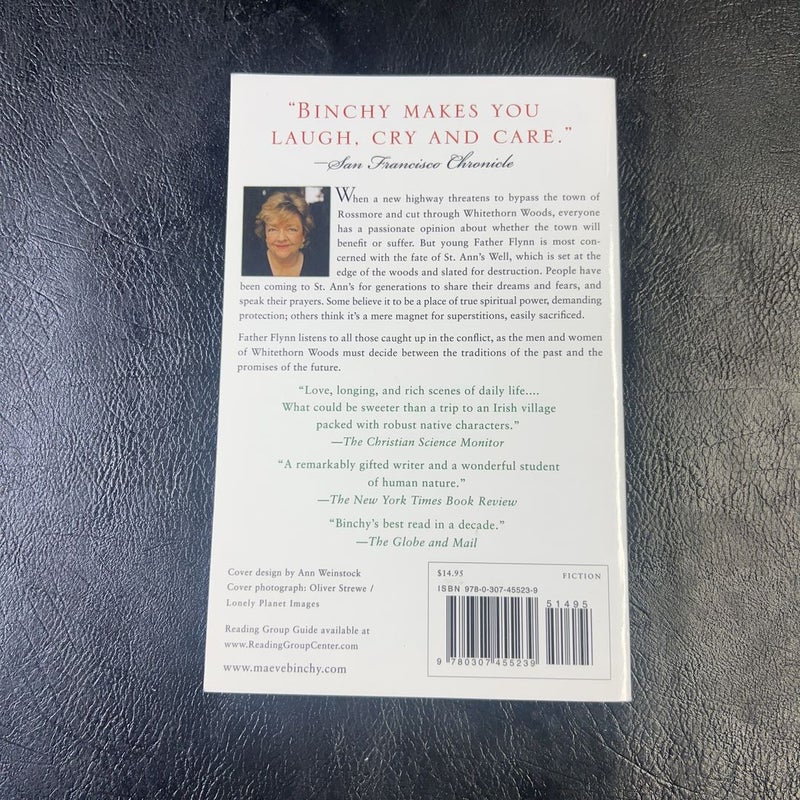 “BINCHY MAKES YOU
LAUGH, CRY AND CARE.”
—San Francisco Chronicle
When a new highway threatens to bypass the town of
Rossmore and cut through Whitethorn Woods, everyone
has a passionate opinion about whether the town will
benefit or suffer. But young Father Flynn is most con-
cerned with the fate of St. Ann’s Well, which is set at the
edge of the woods and slated for destruction. People have
been coming to St. Ann’s for generations to share their dreams and fears, and
speak their prayers. Some believe it to be a place of true spiritual power, demanding
protection; others think it’s a mere magnet for superstitions, easily sacrificed.
Father Flynn listens to all those caught up in the conflict, as the men and women
of Whitethorn Woods must decide between the traditions of the past and the
promises of the future.
“Love, longing, and rich scenes of daily life....
What could be sweeter than a trip to an Irish village
packed with robust native characters.”
—The Christian Science Monitor
“A remarkably gifted writer and a wonderful student
of human nature.”
—The New York Times Book Review
“Binchy’s best read in a decade.”
—The Globe and Mail
Cover design by Ann Weinstock
Cover photograph: Oliver Strewe /
Lonely Planet Images
Reading Group Guide available at
www.ReadingGroupCenter.com
www.maevebinchy.com
$14.95 FICTION
ISBN 978-0-307-45523-9
51495
9 780307 455239